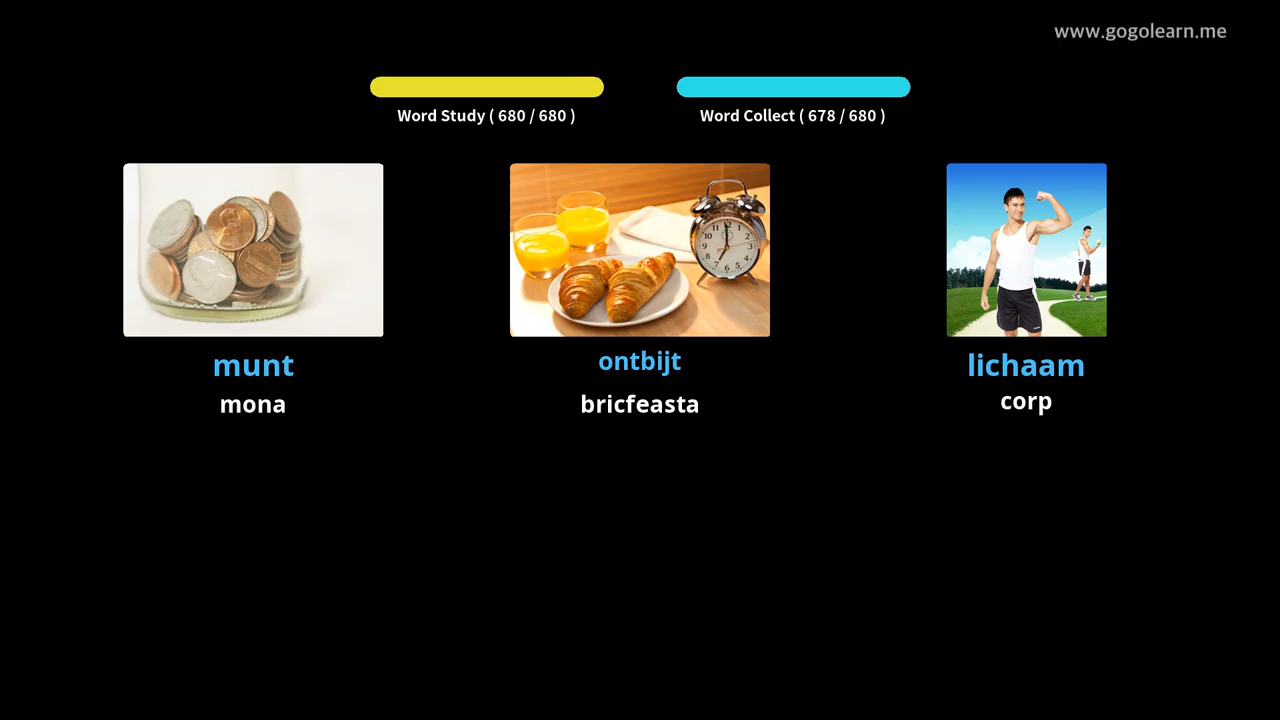 www.gogolearn.me
Word Study ( 680 / 680 )
Word Collect ( 678 / 680 )
munt
mona
ontbijt
bricfeasta
lichaam
corp